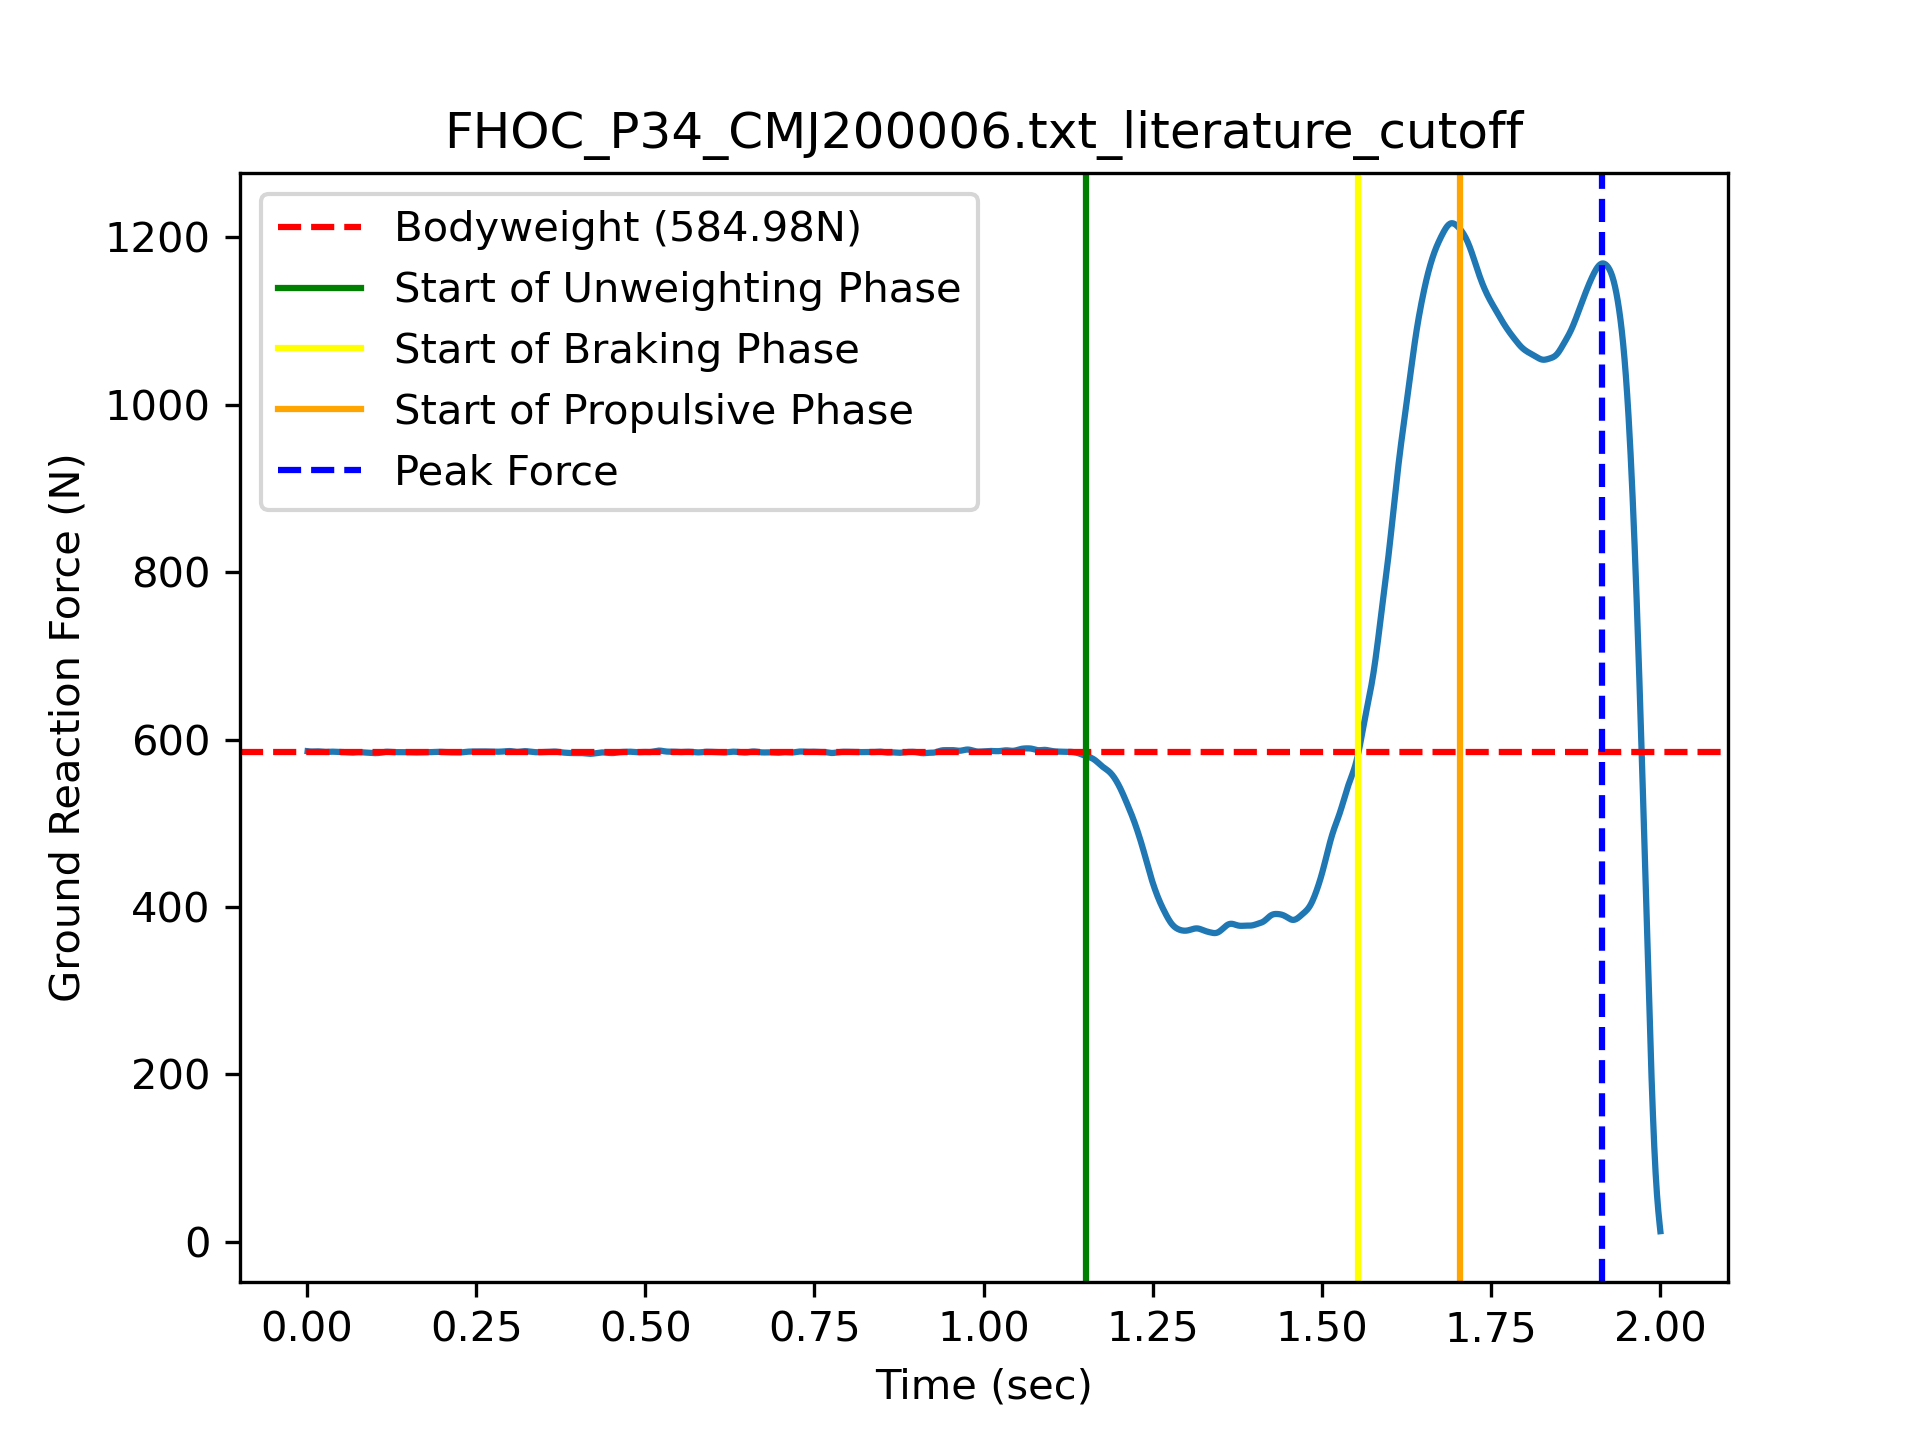 FHOC_P34_CMJ200006.txt_literature_cutoff
Bodyweight (584.98N)
Start of Unweighting Phase
Start of Braking Phase
Start of Propulsive Phase
Peak Force
Ground Reaction Force (N)
1200
1000
800
600
400
200
0
0.00 0.25 0.50 0.75 1.00 1.25 1.50 1.75 2.00
Time (sec)